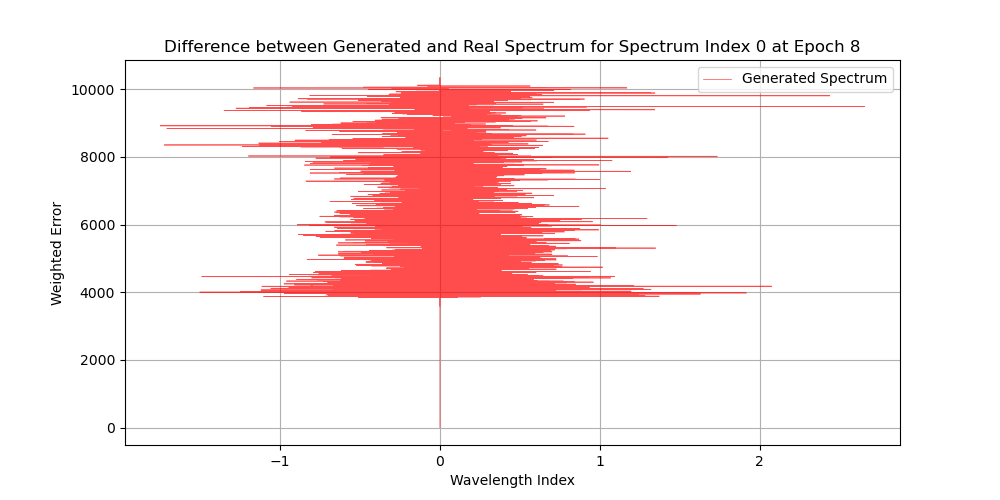 Difference between Generated and Real Spectrum for Spectrum Index 0 at Epoch 8
Generated Spectrum
10000
8000
6000
4000
2000
0
Weighted Error
−1
0
1
2
Wavelength Index